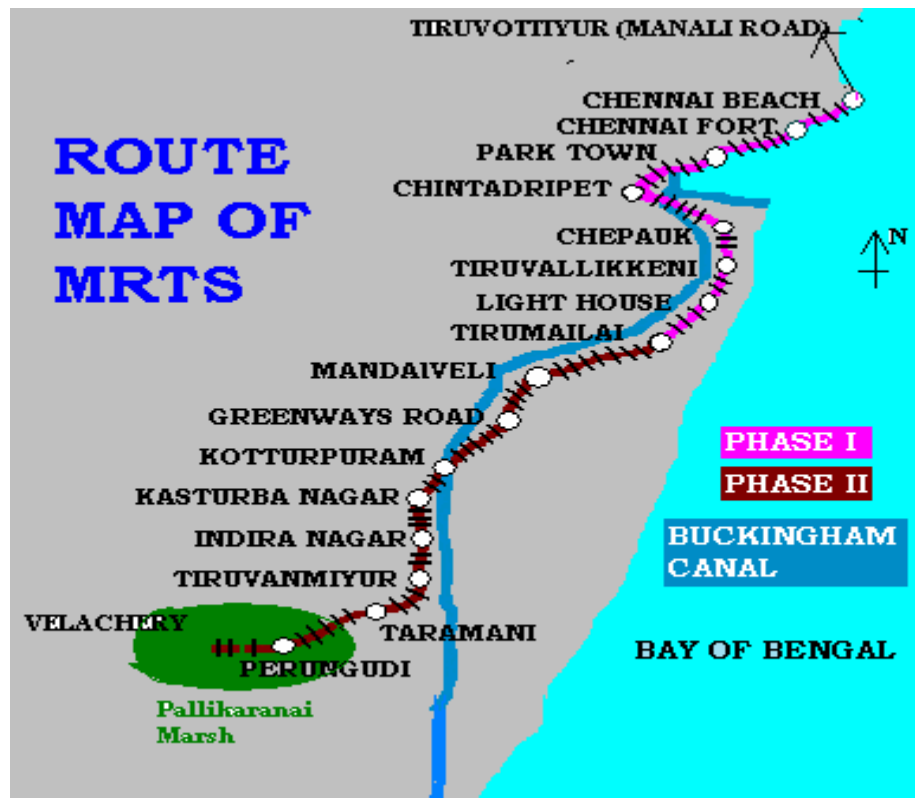 TIRUVOTIYUR (MANALI ROAD)
CHENNAI BEACH
CHENNAI FORT
PARK TOWN
CHINTADRIPET
ROUTE
MAP OF
MRTS
CHEPAUK
N
TIRUVALLIKKENI
LIGHT HOUSE
TIRUMAILAI
MANDAIVELI
GREENWAYS ROAD
KOTTURPURAM
PHASE I
PHASE II
KASTURBA NAGAR
INDIRA NAGAR
BUCKINGHAM
CANAL
TIRUVANMIYUR
VELACHERY
TARAMANI
BAY OF BENGAL
PERUNGUDI
Pallikaranai
Marsh